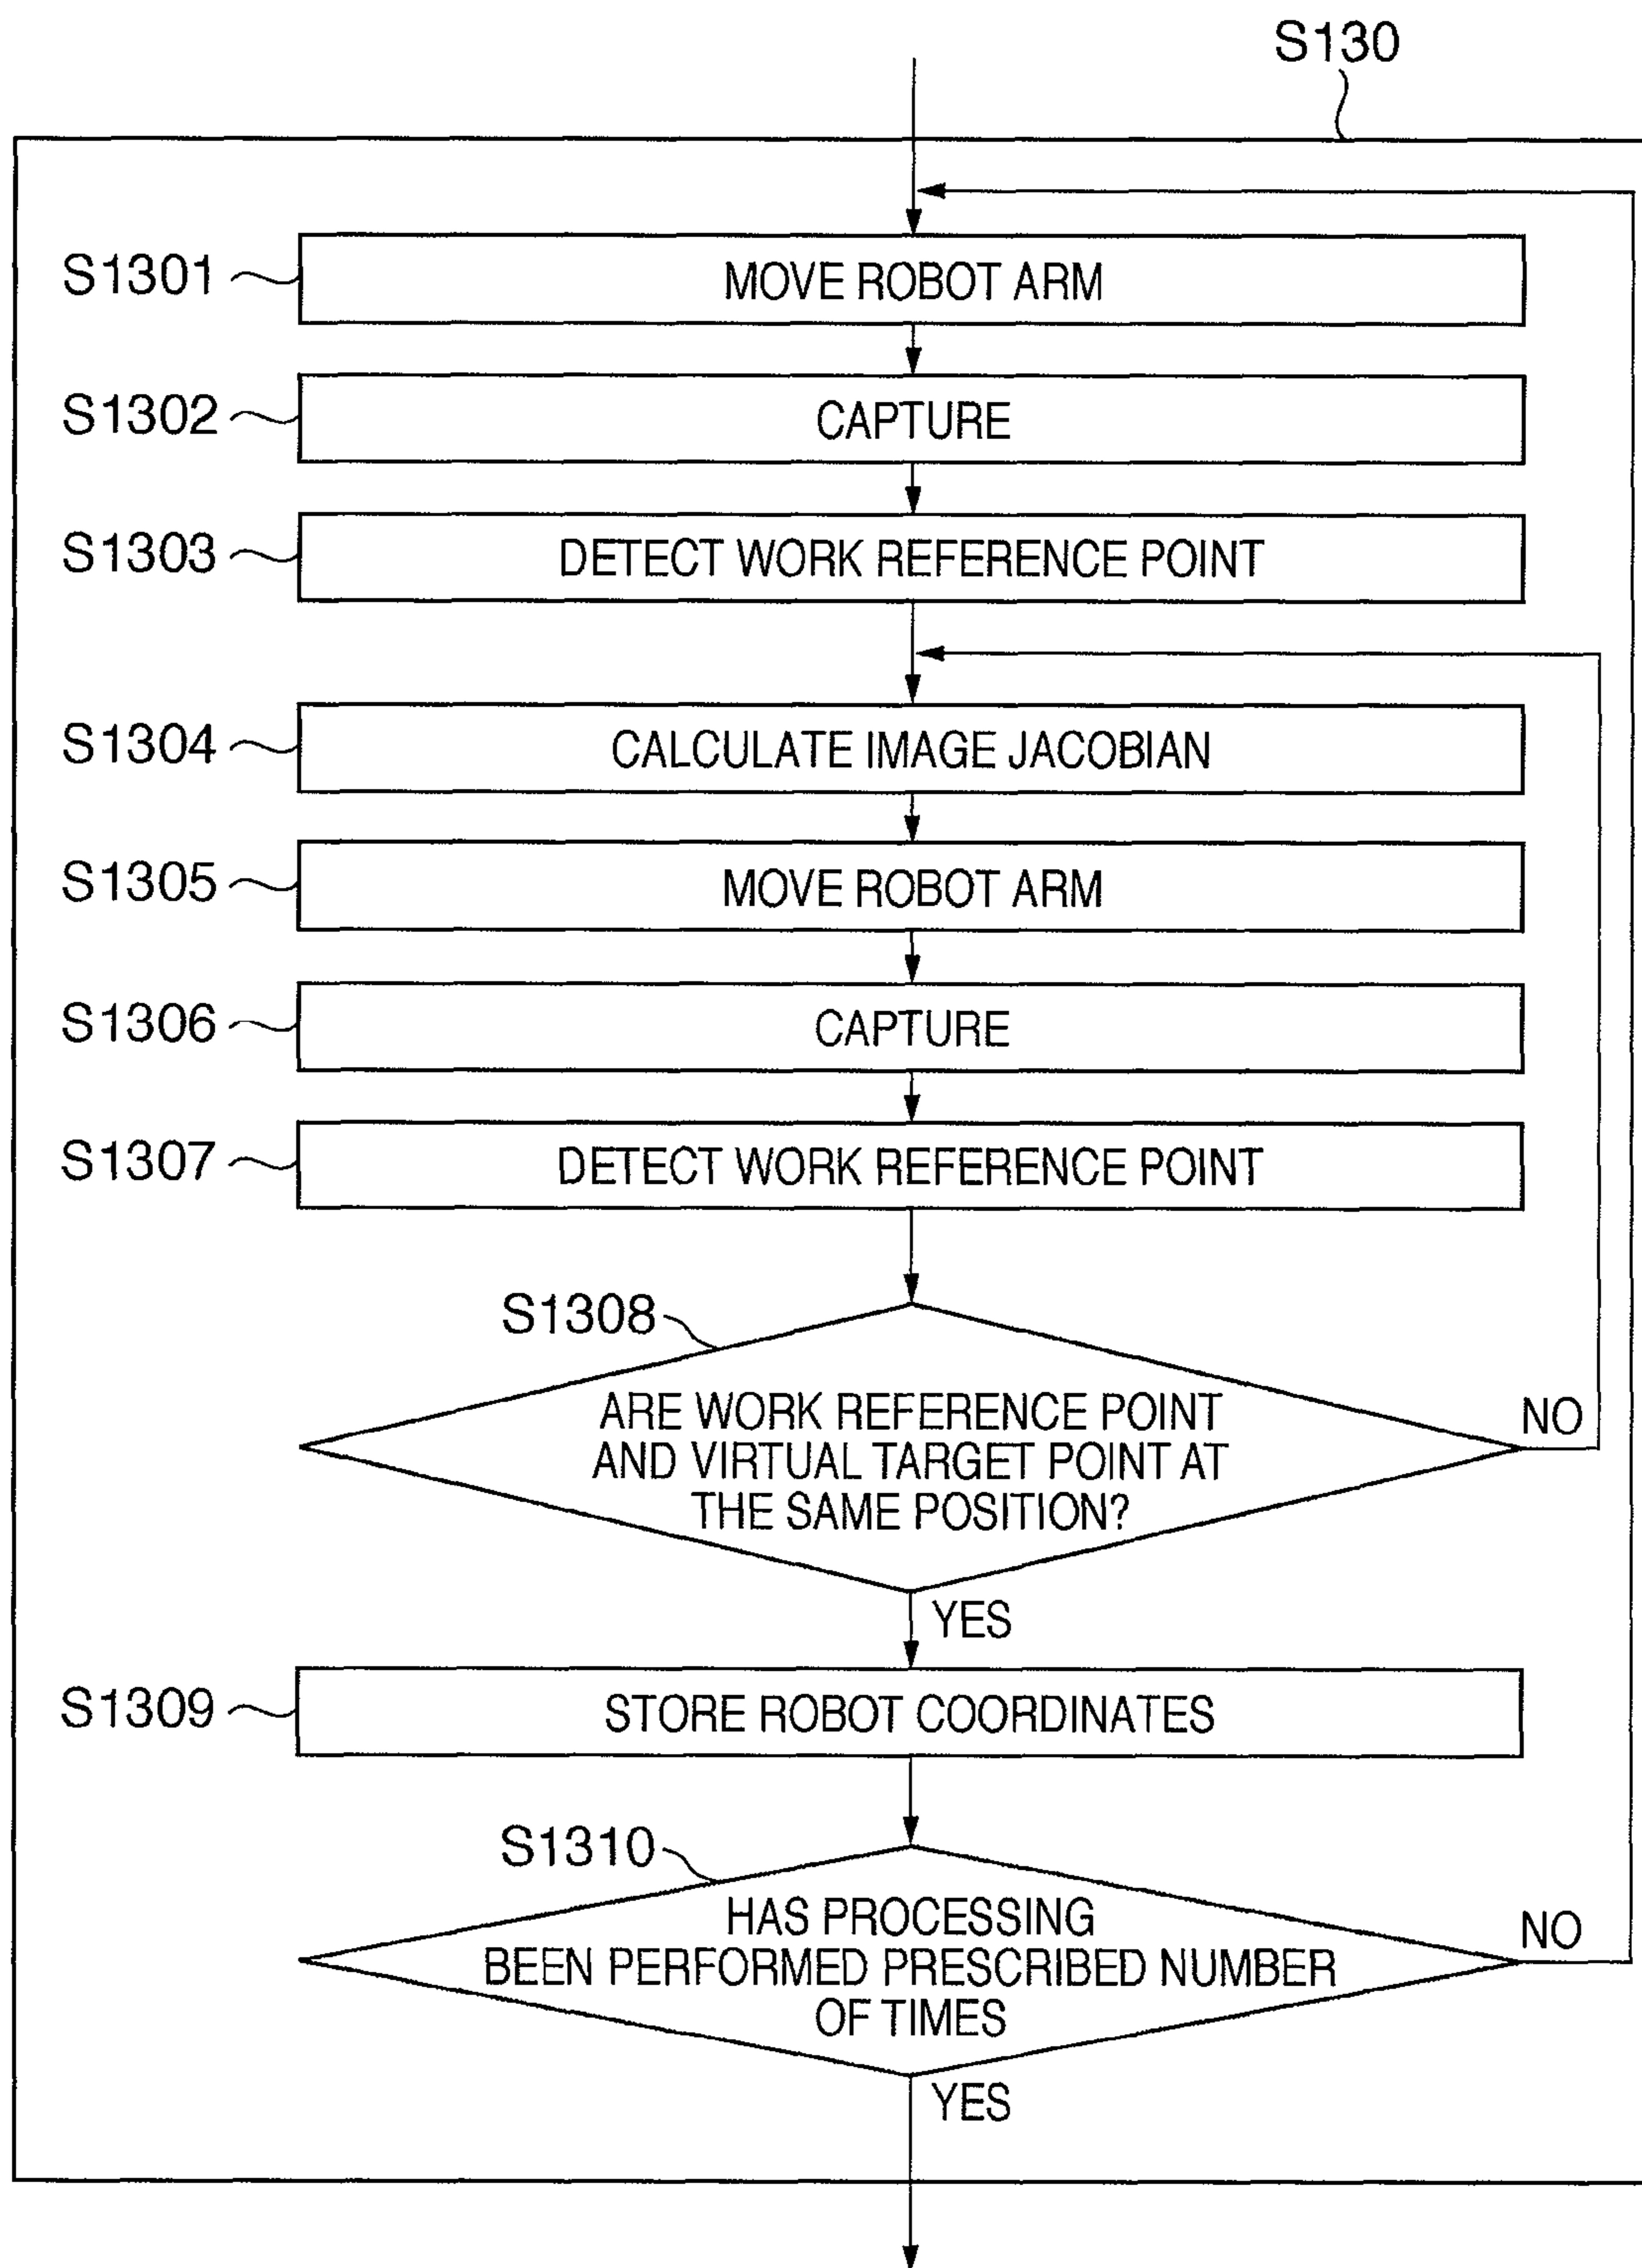 S130
S1301
MOVE ROBOT ARM
S1302
CAPTURE
S1303
DETECT WORK REFERENCE POINT
S1304
CALCULATE IMAGE JACOBIAN
S1305
MOVE ROBOT ARM
S1306
CAPTURE
S1307
DETECT WORK REFERENCE POINT
S1308
ARE WORK REFERENCE POINT
AND VIRTUAL TARGET POINT AT
THE SAME POSITION?
NO
YES
S1309
STORE ROBOT COORDINATES
S1310
HAS PROCESSING
BEEN PERFORMED PRESCRIBED NUMBER
OF TIMES
NO
YES